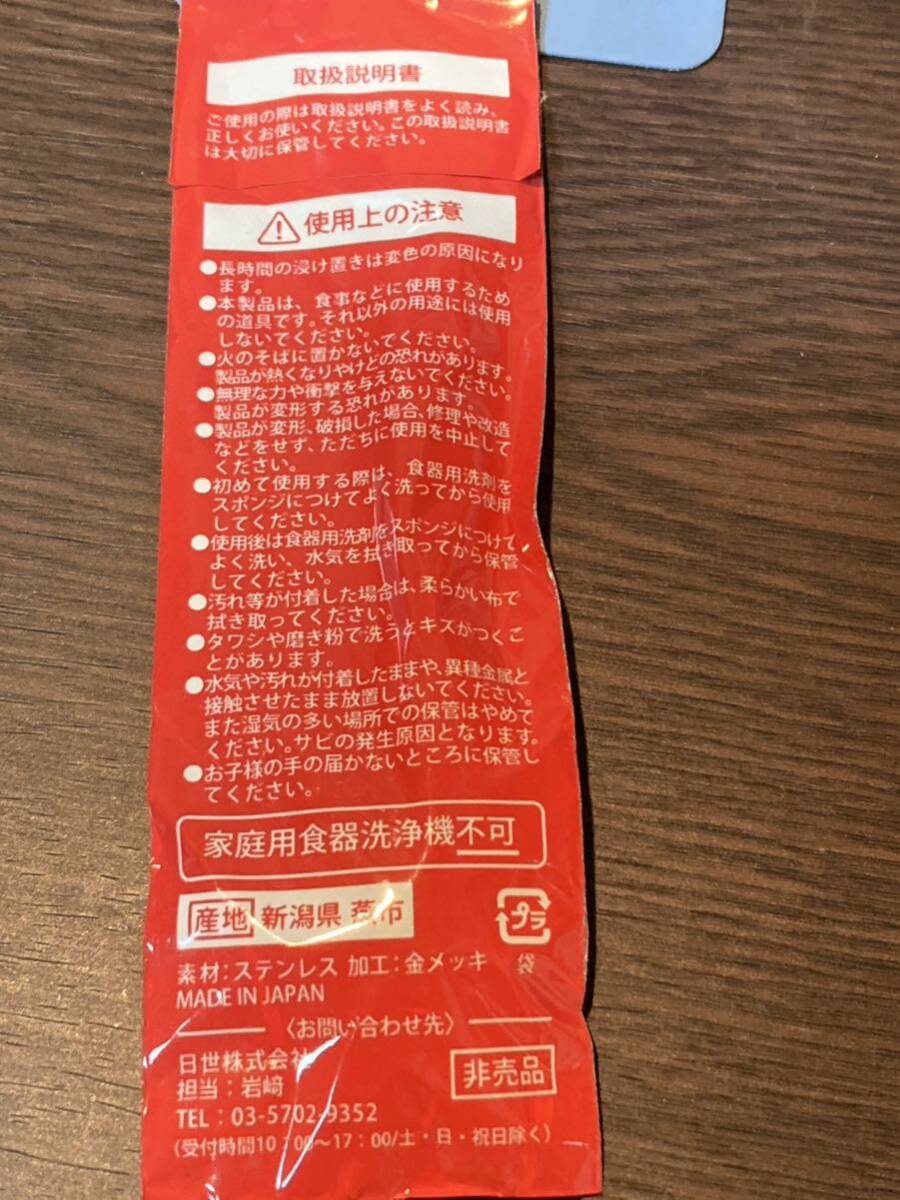 取扱説明書
ご使用の際は取扱説明書をよく読み、
正しくお使いください。この取扱説明書
は大切に保管してください。
使用上の注意
●長時間の浸け置きは変色の原因になり
ます。
●本製品は、食事などに使用するため
の道具です。それ以外の用途には使用
しないでください。
●火のそばに置かないでください。
製品が熱くなりやけどの恐れがあります。
●無理な力や衝撃を与えないでください。
製品が変形する恐れがあります。
●製品が変形、破損した場合、修理や改造
などをせず、ただちに使用を中止して
ください。
●初めて使用する際は、食器用洗剤を
スポンジにつけてよく洗ってから使用
してください。
●使用後は食器用洗剤をスポンジにつけて
よく洗い、水気を拭き取ってから保管
してください。
●汚れ等が付着した場合は、柔らかい布で
拭き取ってください。
●タワシや磨き粉で洗うとキズがつくこ
とがあります。
●水気や汚れが付着したままや、異種金属と
接触させたまま放置しないでください。
また湿気の多い場所での保管はやめて
ください。サビの発生原因となります。
●お子様の手の届かないところに保管し
てください。
家庭用食器洗浄機不可
産地 新潟県 燕市
プラ
袋
素材：ステンレス 加工：金メッキ
MADE IN JAPAN
〈お問い合わせ先〉
日世株式会社
担当：岩﨑
非売品
TEL：03-5702-9352
（受付時間10：00〜17：00/土・日・祝日除く）